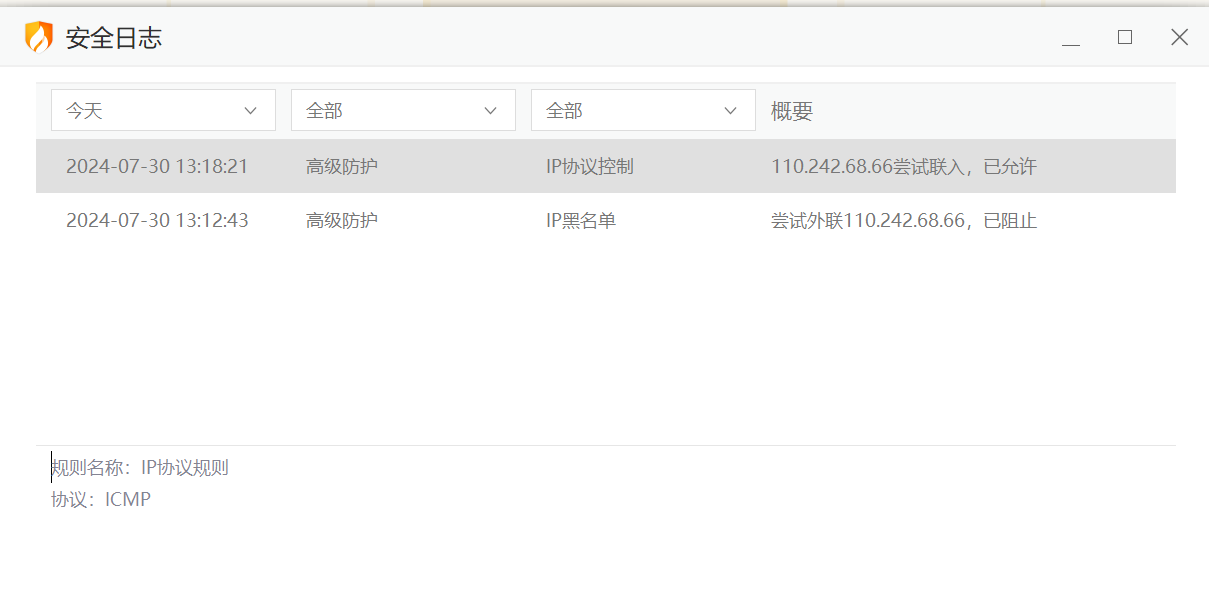 安全日志
今天 全部 全部 概要
2024-07-30 13:18:21 高级防护 IP协议控制 110.242.68.66尝试联入，已允许
2024-07-30 13:12:43 高级防护 IP黑名单 尝试外联110.242.68.66，已阻止
规则名称：IP协议规则
协议：ICMP